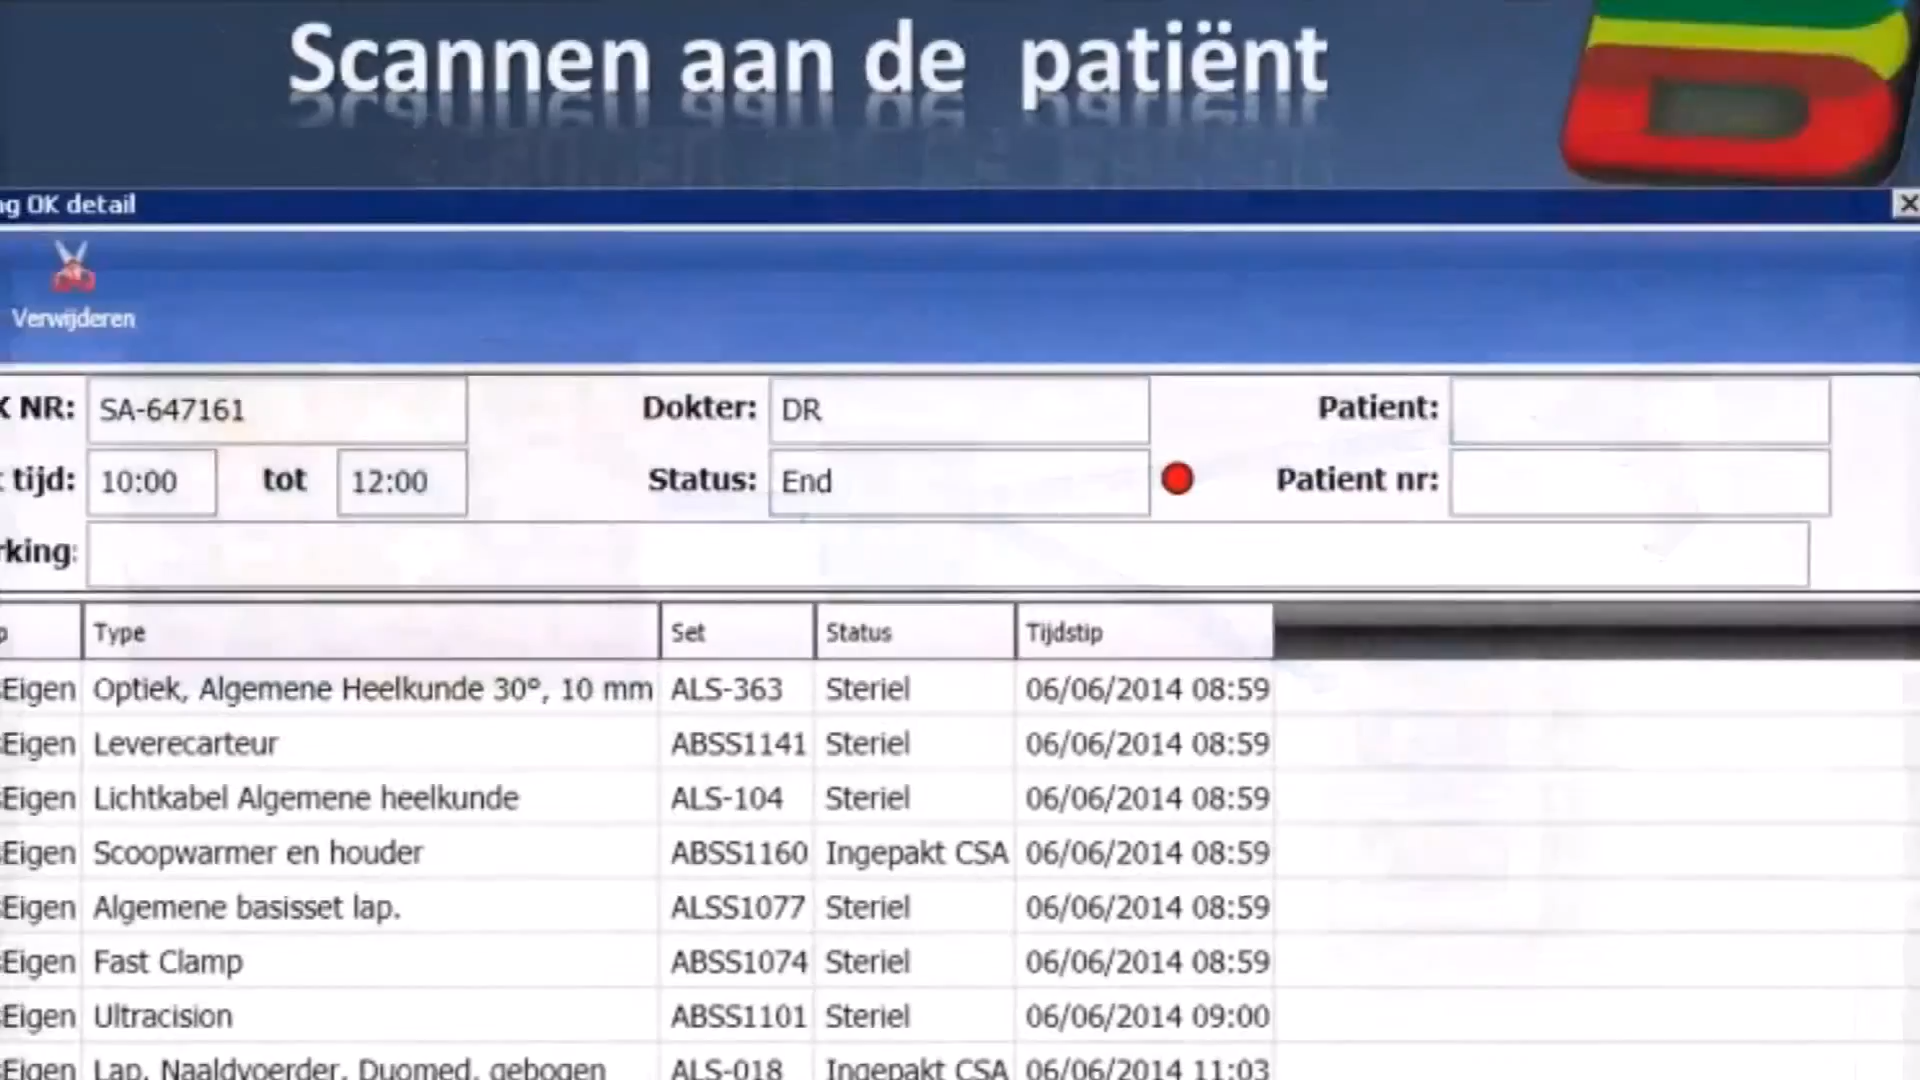 Scannen aan de patiënt
ng OK detail
Verwijderen
K NR: SA-647161 Dokter: DR Patient:
tijd: 10:00 tot 12:00 Status: End Patient nr:
rking:
p Type Set Status Tijdstip
Eigen Optiek, Algemene Heelkunde 30°, 10 mm ALS-363 Steriel 06/06/2014 08:59
Eigen Leverecarteur ABSS1141 Steriel 06/06/2014 08:59
Eigen Lichtkabel Algemene heelkunde ALS-104 Steriel 06/06/2014 08:59
Eigen Scoopwarmer en houder ABSS1160 Ingepakt CSA 06/06/2014 08:59
Eigen Algemene basisset lap. ALSS1077 Steriel 06/06/2014 08:59
Eigen Fast Clamp ABSS1074 Steriel 06/06/2014 08:59
Eigen Ultracision ABSS1101 Steriel 06/06/2014 09:00
Eigen Lap. Naaldvoerder, Duomed, gebogen ALS-018 Ingepakt CSA 06/06/2014 11:03